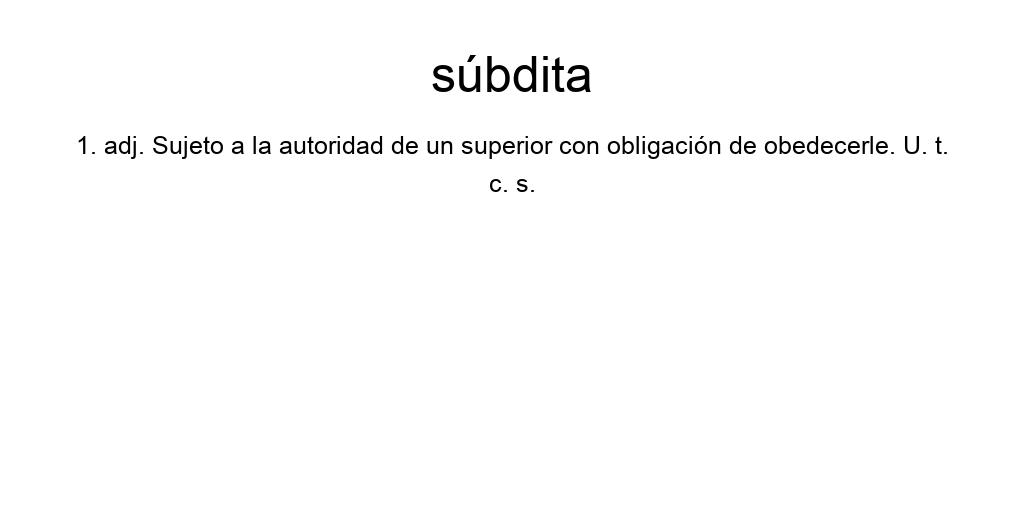 súbdita
1. adj. Sujeto a la autoridad de un superior con obligación de obedecerle. U. t.
c. s.